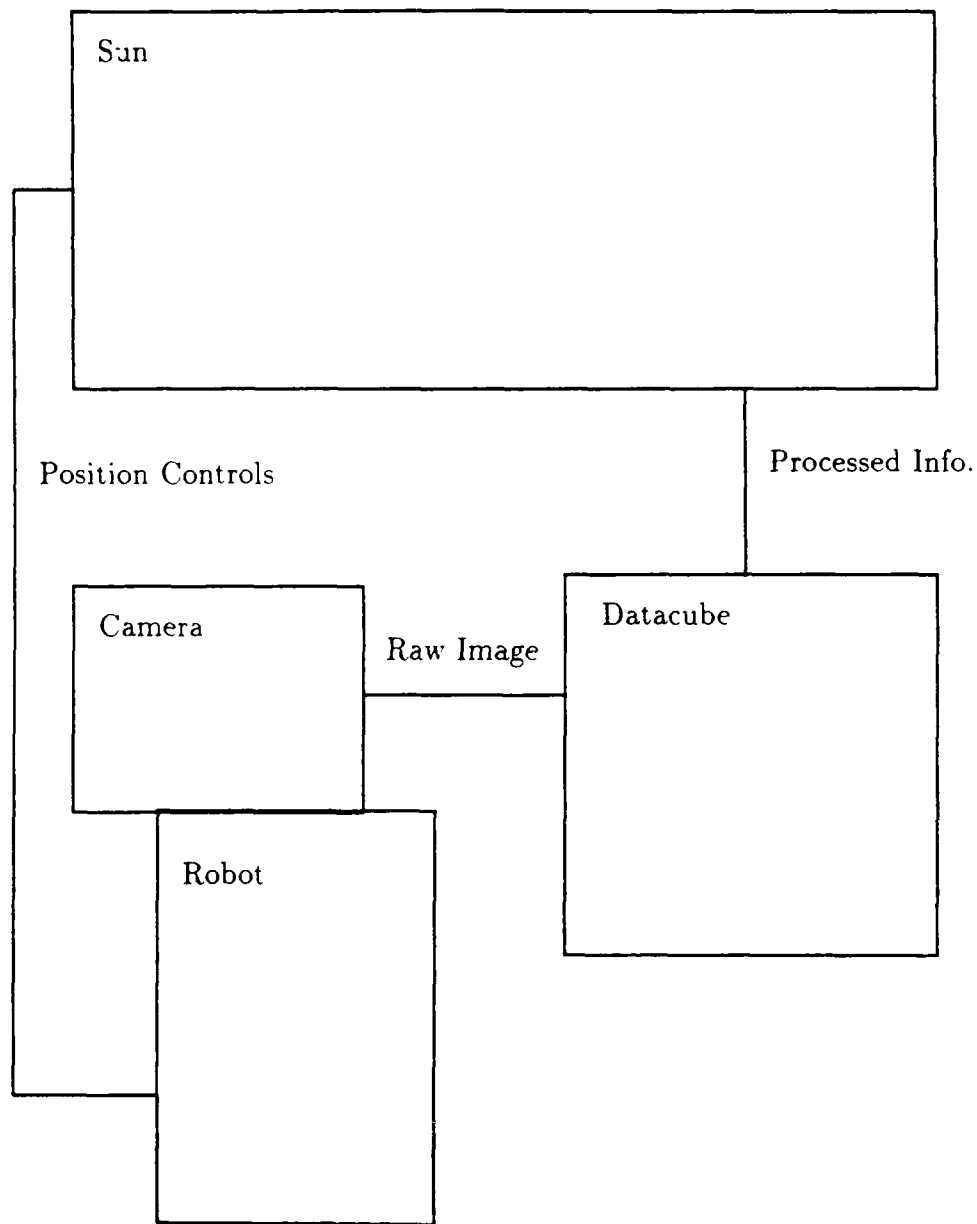 Sun
Position Controls
Processed Info.
Camera
Raw Image
Datacube
Robot